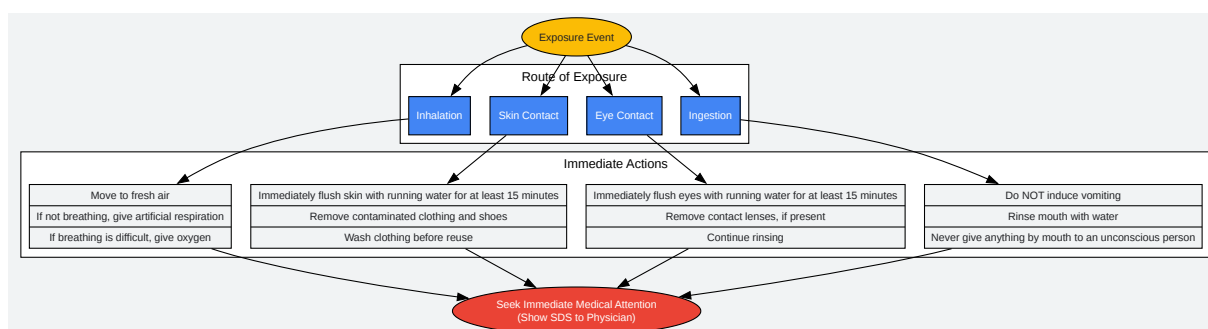 Exposure Event
Route of Exposure
Inhalation
Skin Contact
Eye Contact
Ingestion
Immediate Actions
Move to fresh air
If not breathing, give artificial respiration
If breathing is difficult, give oxygen
Immediately flush skin with running water for at least 15 minutes
Remove contaminated clothing and shoes
Wash clothing before reuse
Immediately flush eyes with running water for at least 15 minutes
Remove contact lenses, if present
Continue rinsing
Do NOT induce vomiting
Rinse mouth with water
Never give anything by mouth to an unconscious person
Seek Immediate Medical Attention
(Show SDS to Physician)